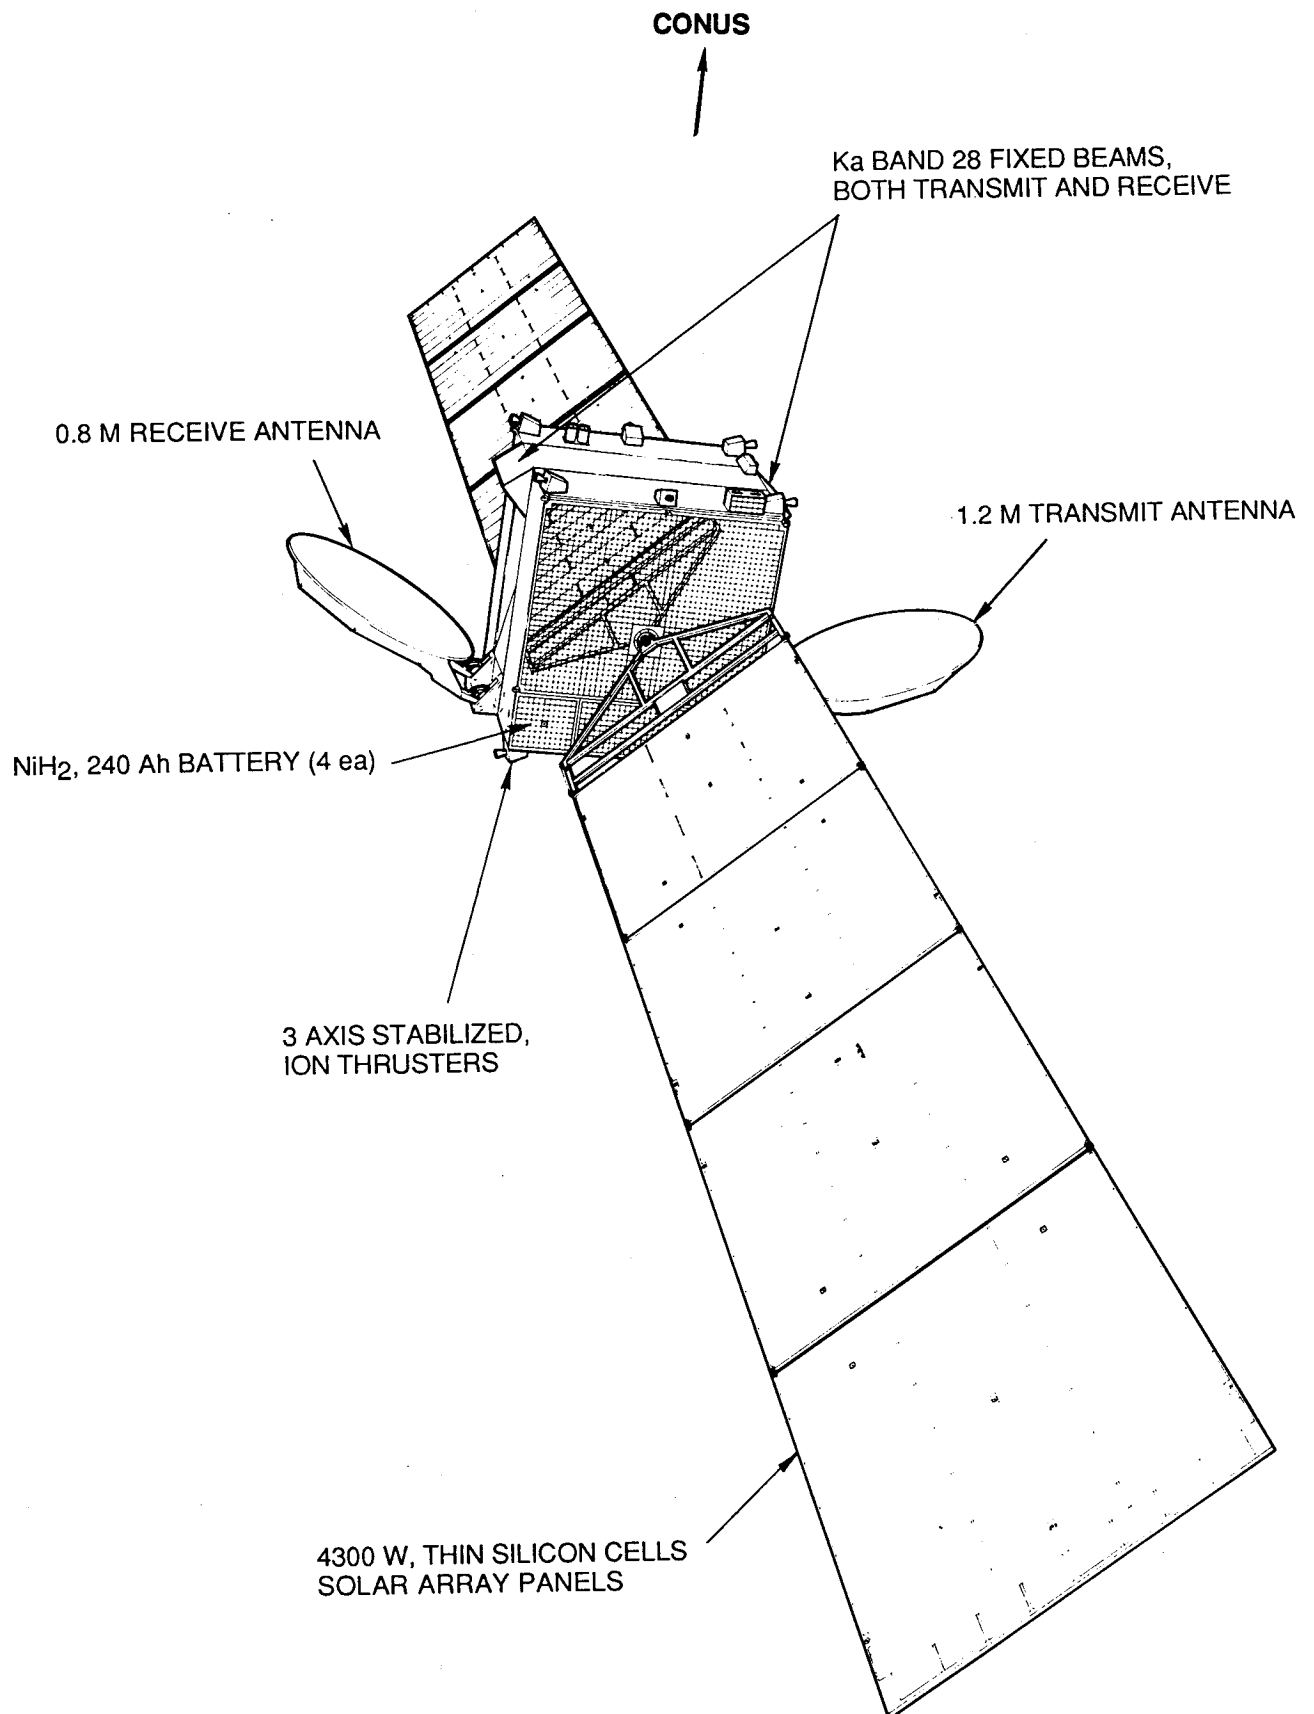 CONUS
Ka BAND 28 FIXED BEAMS,
BOTH TRANSMIT AND RECEIVE
0.8 M RECEIVE ANTENNA
1.2 M TRANSMIT ANTENNA
NiH2, 240 Ah BATTERY (4 ea)
3 AXIS STABILIZED,
ION THRUSTERS
4300 W, THIN SILICON CELLS
SOLAR ARRAY PANELS